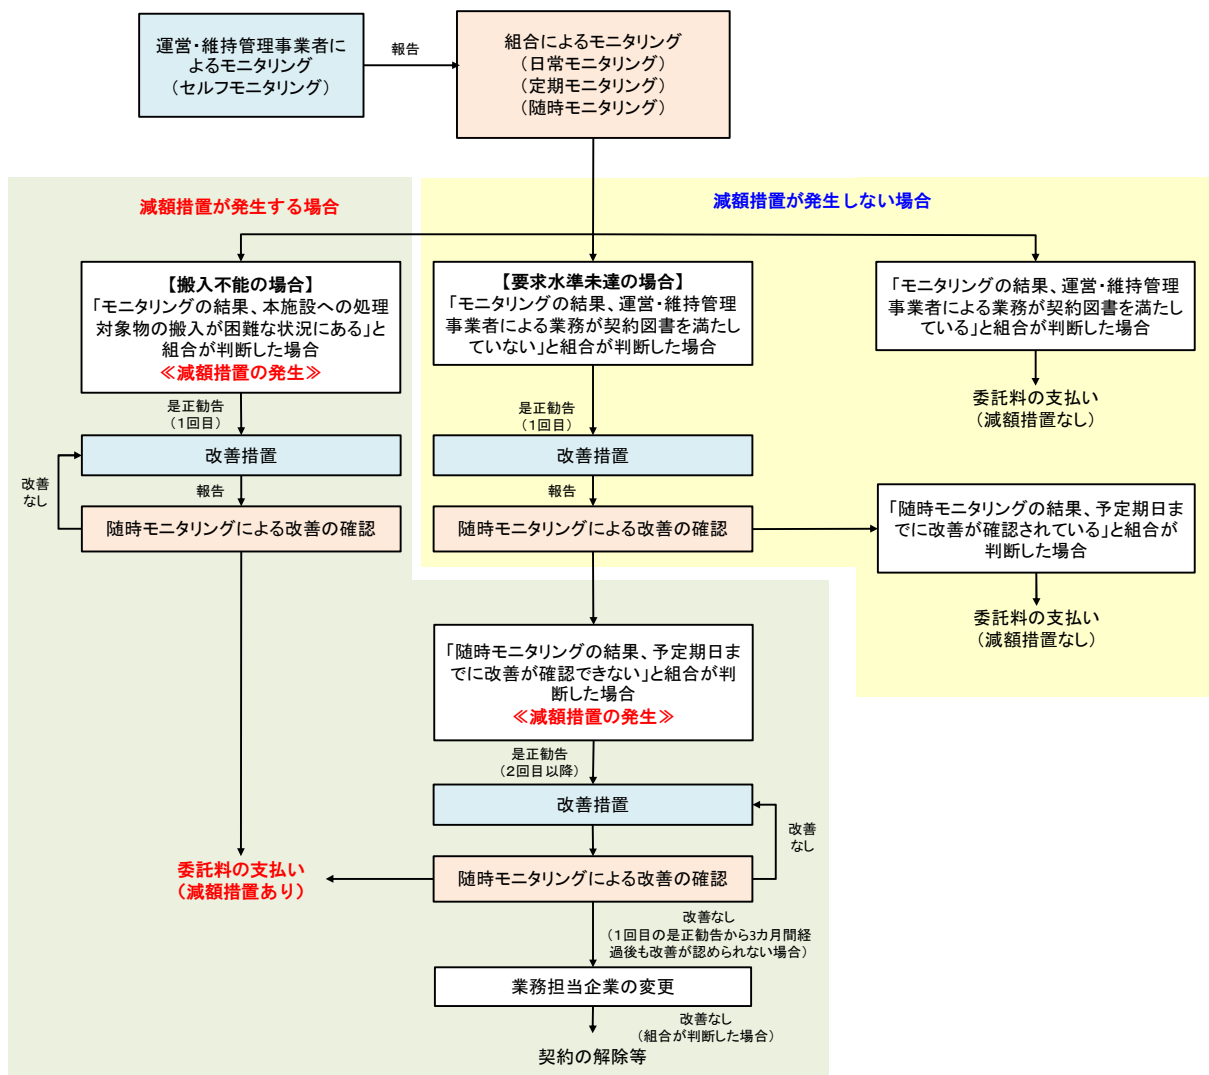 運営・維持管理事業者に
よるモニタリング
(セルフモニタリング)
報告
組合によるモニタリング
(日常モニタリング)
(定期モニタリング)
(随時モニタリング)
減額措置が発生する場合
減額措置が発生しない場合
【搬入不能の場合】
「モニタリングの結果、本施設への処理
対象物の搬入が困難な状況にある」と
組合が判断した場合
≪減額措置の発生≫
是正勧告
(1回目)
改善措置
改善
なし
報告
随時モニタリングによる改善の確認
【要求水準未達の場合】
「モニタリングの結果、運営・維持管理
事業者による業務が契約図書を満たし
ていない」と組合が判断した場合
是正勧告
(1回目)
改善措置
報告
随時モニタリングによる改善の確認
「モニタリングの結果、運営・維持管理
事業者による業務が契約図書を満たし
ている」と組合が判断した場合
委託料の支払い
(減額措置なし)
「随時モニタリングの結果、予定期日ま
でに改善が確認されている」と組合が
判断した場合
委託料の支払い
(減額措置なし)
「随時モニタリングの結果、予定期日ま
でに改善が確認できない」と組合が判
断した場合
≪減額措置の発生≫
是正勧告
(2回目以降)
改善措置
改善
なし
随時モニタリングによる改善の確認
委託料の支払い
(減額措置あり)
改善なし
(1回目の是正勧告から3カ月間経
過後も改善が認められない場合)
業務担当企業の変更
改善なし
(組合が判断した場合)
契約の解除等